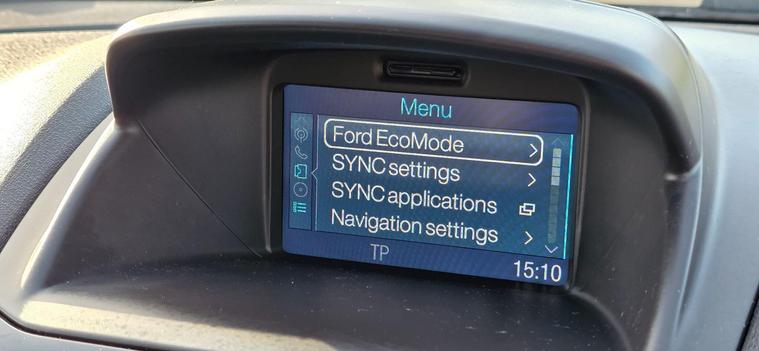 Menu
Ford EcoMode
SYNC settings
SYNC applications
Navigation settings
TP
15:10